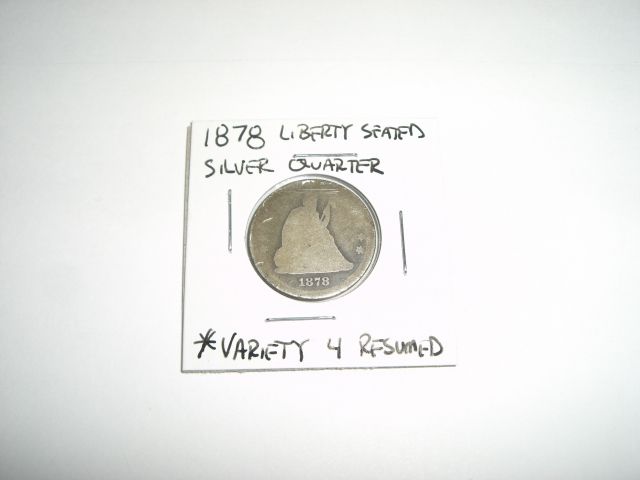 1878 LIBERTY SEATED
SILVER QUARTER
1878
*VARIETY 4 RESUMED